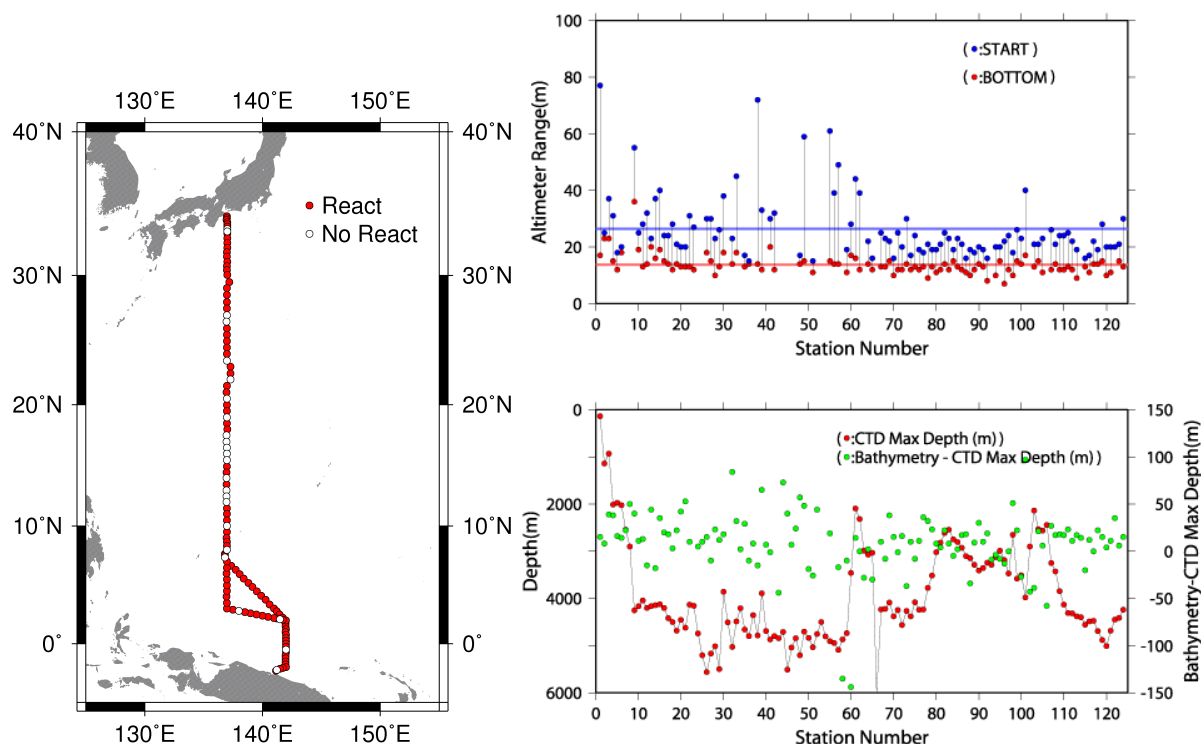 130˚E 140˚E 150˚E
40˚N 40˚N
30˚N 30˚N
20˚N 20˚N
10˚N 10˚N
0˚ 0˚
130˚E 140˚E 150˚E
React
No React
100
80
60
40
20
0
Altimeter Range(m)
( :START )
( :BOTTOM )
0 10 20 30 40 50 60 70 80 90 100 110 120
Station Number
0
2000
4000
6000
Depth(m)
( :CTD Max Depth (m) )
( :Bathymetry - CTD Max Depth (m) )
150
100
50
0
-50
-100
-150
Bathymetry-CTD Max Depth(m)
0 10 20 30 40 50 60 70 80 90 100 110 120
Station Number